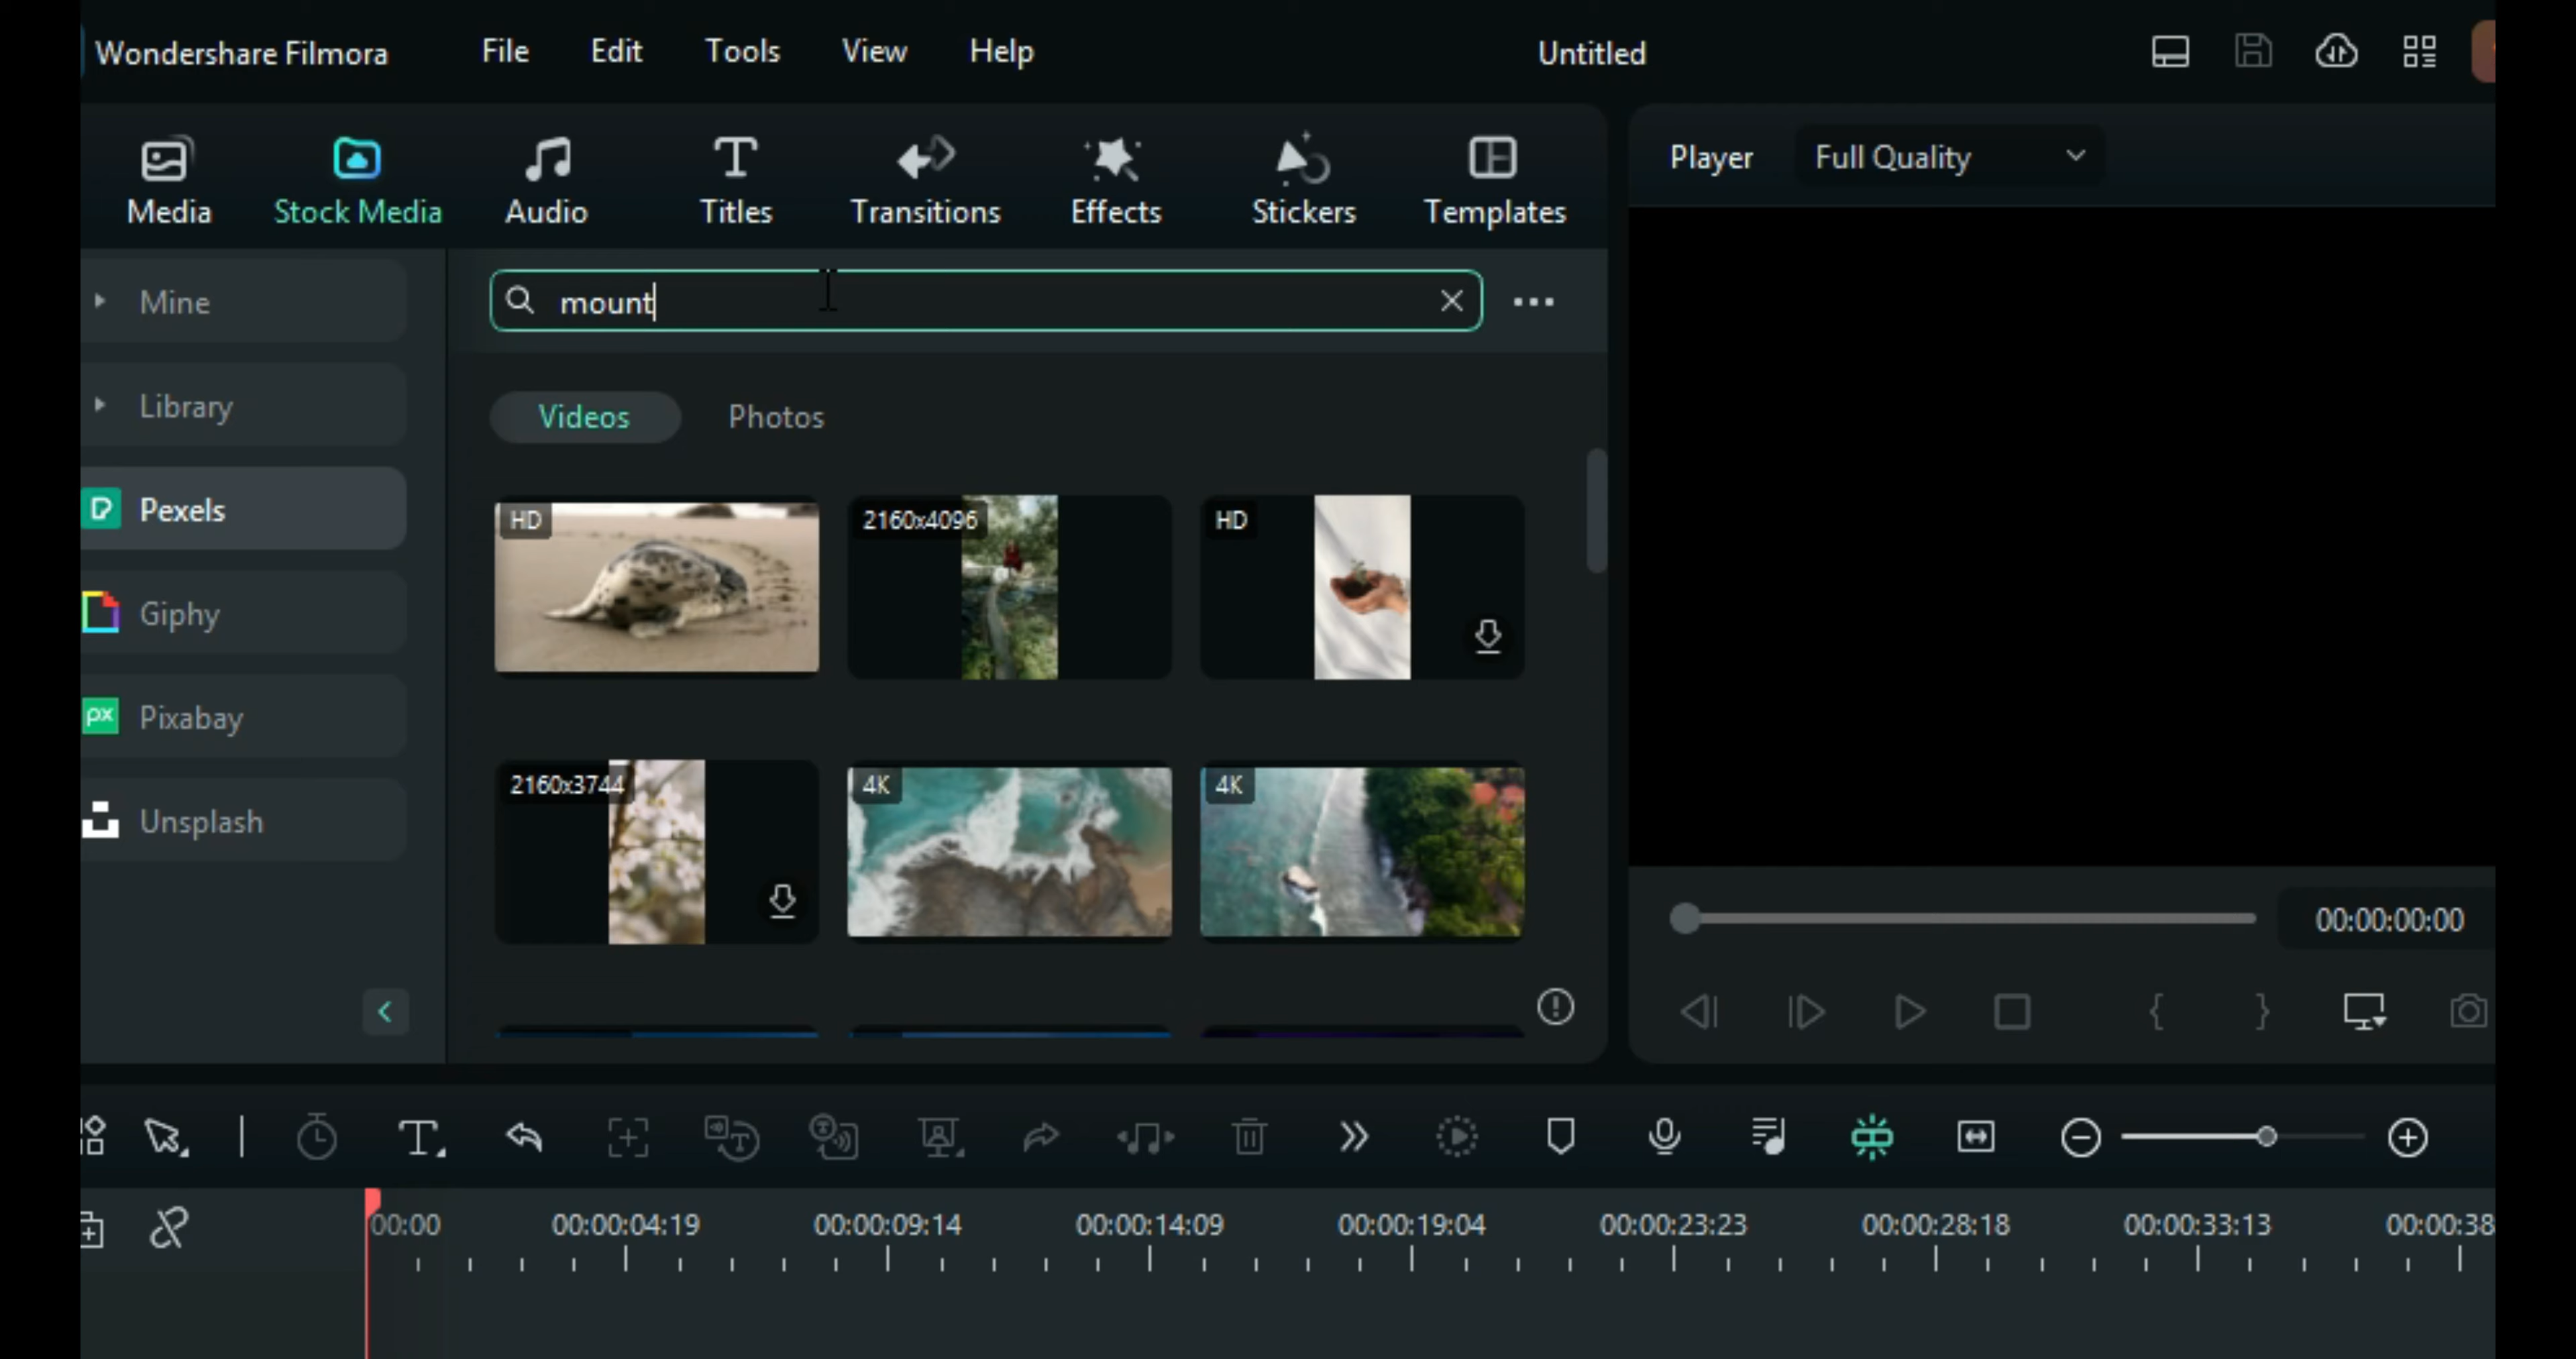 Wondershare Filmora File Edit Tools View Help Untitled
Media Stock Media Audio Titles Transitions Effects Stickers Templates
Player Full Quality
Mine
mount
Library
Videos Photos
Pexels
HD 2160x4096 HD
Giphy
Pixabay
2160x3744 4K 4K
px
Unsplash
00:00:00:00
00:00 00:00:04:19 00:00:09:14 00:00:14:09 00:00:19:04 00:00:23:23 00:00:28:18 00:00:33:13 00:00:38